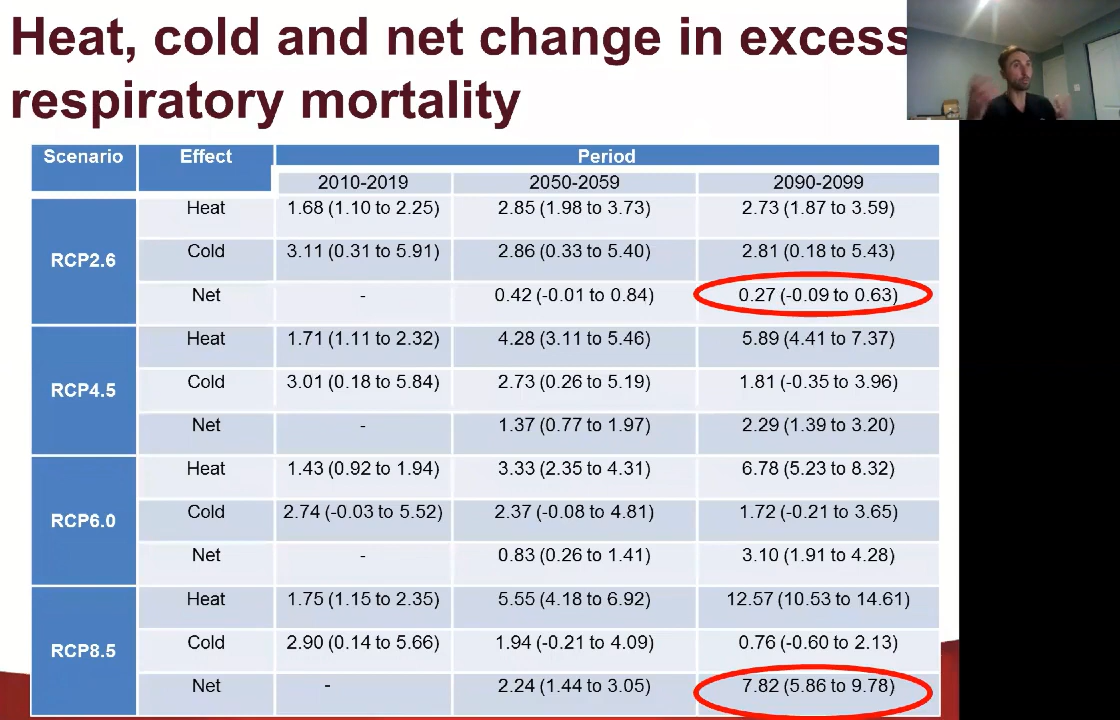 Heat, cold and net change in excess
respiratory mortality
Scenario Effect Period
2010-2019 2050-2059 2090-2099
RCP2.6
Heat 1.68 (1.10 to 2.25) 2.85 (1.98 to 3.73) 2.73 (1.87 to 3.59)
Cold 3.11 (0.31 to 5.91) 2.86 (0.33 to 5.40) 2.81 (0.18 to 5.43)
Net - 0.42 (-0.01 to 0.84) 0.27 (-0.09 to 0.63)
RCP4.5
Heat 1.71 (1.11 to 2.32) 4.28 (3.11 to 5.46) 5.89 (4.41 to 7.37)
Cold 3.01 (0.18 to 5.84) 2.73 (0.26 to 5.19) 1.81 (-0.35 to 3.96)
Net - 1.37 (0.77 to 1.97) 2.29 (1.39 to 3.20)
RCP6.0
Heat 1.43 (0.92 to 1.94) 3.33 (2.35 to 4.31) 6.78 (5.23 to 8.32)
Cold 2.74 (-0.03 to 5.52) 2.37 (-0.08 to 4.81) 1.72 (-0.21 to 3.65)
Net - 0.83 (0.26 to 1.41) 3.10 (1.91 to 4.28)
RCP8.5
Heat 1.75 (1.15 to 2.35) 5.55 (4.18 to 6.92) 12.57 (10.53 to 14.61)
Cold 2.90 (0.14 to 5.66) 1.94 (-0.21 to 4.09) 0.76 (-0.60 to 2.13)
Net - 2.24 (1.44 to 3.05) 7.82 (5.86 to 9.78)